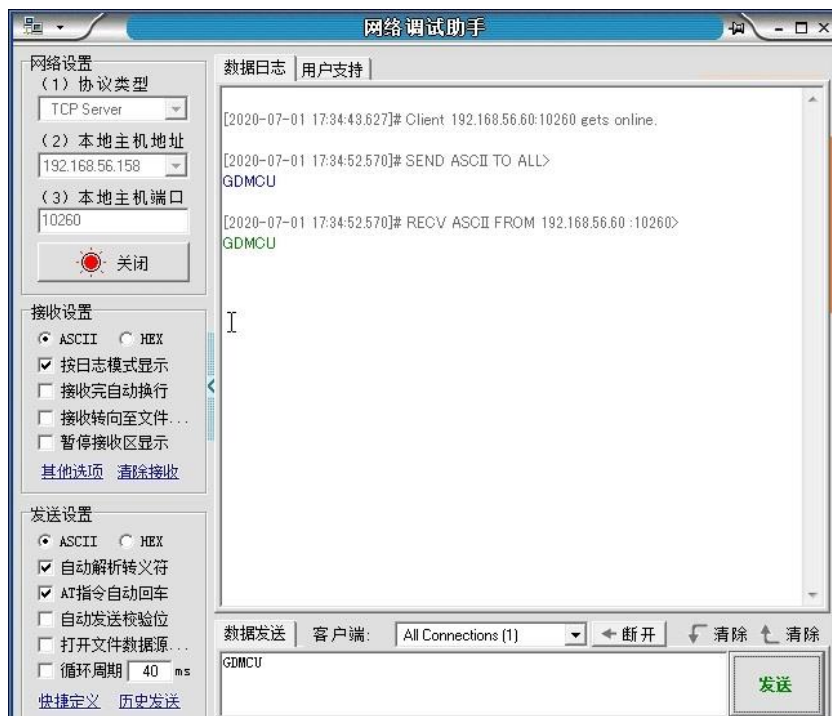 网络调试助手
网络设置
（1）协议类型
TCP Server
（2）本地主机地址
192.168.56.158
（3）本地主机端口
10260
关闭
接收设置
ASCII HEX
按日志模式显示
接收完自动换行
接收转向至文件...
暂停接收区显示
其他选项 清除接收
发送设置
ASCII HEX
自动解析转义符
AT指令自动回车
自动发送校验位
打开文件数据源...
循环周期 40 ms
快捷定义 历史发送
数据日志 用户支持
[2020-07-01 17:34:43.627]# Client 192.168.56.60:10260 gets online.
[2020-07-01 17:34:52.570]# SEND ASCII TO ALL>
GDMCU
[2020-07-01 17:34:52.570]# RECV ASCII FROM 192.168.56.60 :10260>
GDMCU
数据发送 客户端: All Connections (1) 断开 清除 清除
GDMCU
发送